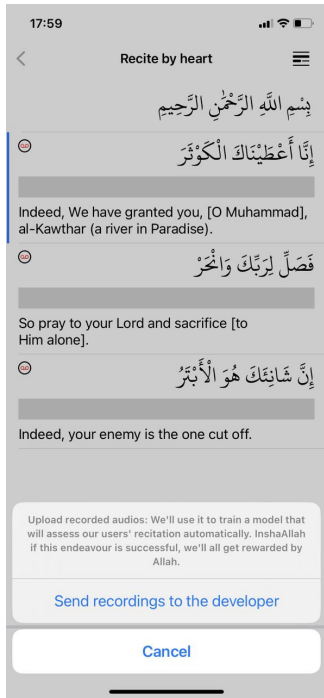 17:59
Recite by heart
بِسْمِ اللَّهِ الرَّحْمَٰنِ الرَّحِيمِ
إِنَّا أَعْطَيْنَاكَ الْكَوْثَرَ
Indeed, We have granted you, [O Muhammad],
al-Kawthar (a river in Paradise).
فَصَلِّ لِرَبِّكَ وَانْحَرْ
So pray to your Lord and sacrifice [to
Him alone].
إِنَّ شَانِئَكَ هُوَ الْأَبْتَرُ
Indeed, your enemy is the one cut off.
Upload recorded audios: We'll use it to train a model that
will assess our users' recitation automatically. InshaAllah
if this endeavour is successful, we'll all get rewarded by
Allah.
Send recordings to the developer
Cancel